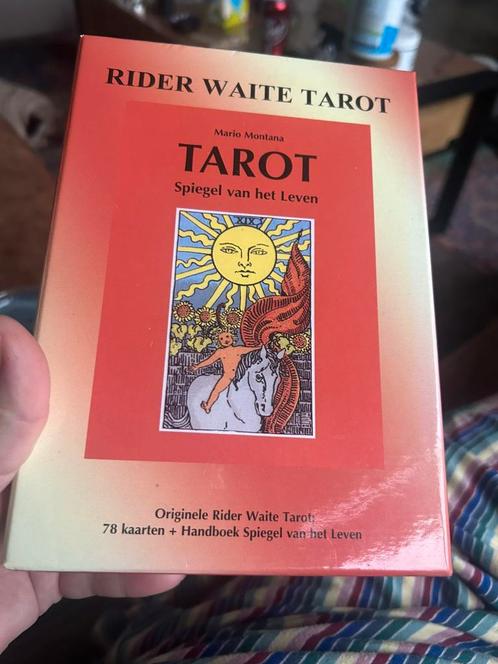 RIDER WAITE TAROT
Mario Montana
TAROT
Spiegel van het Leven
XIX
Originele Rider Waite Tarot:
78 kaarten + Handboek Spiegel van het Leven